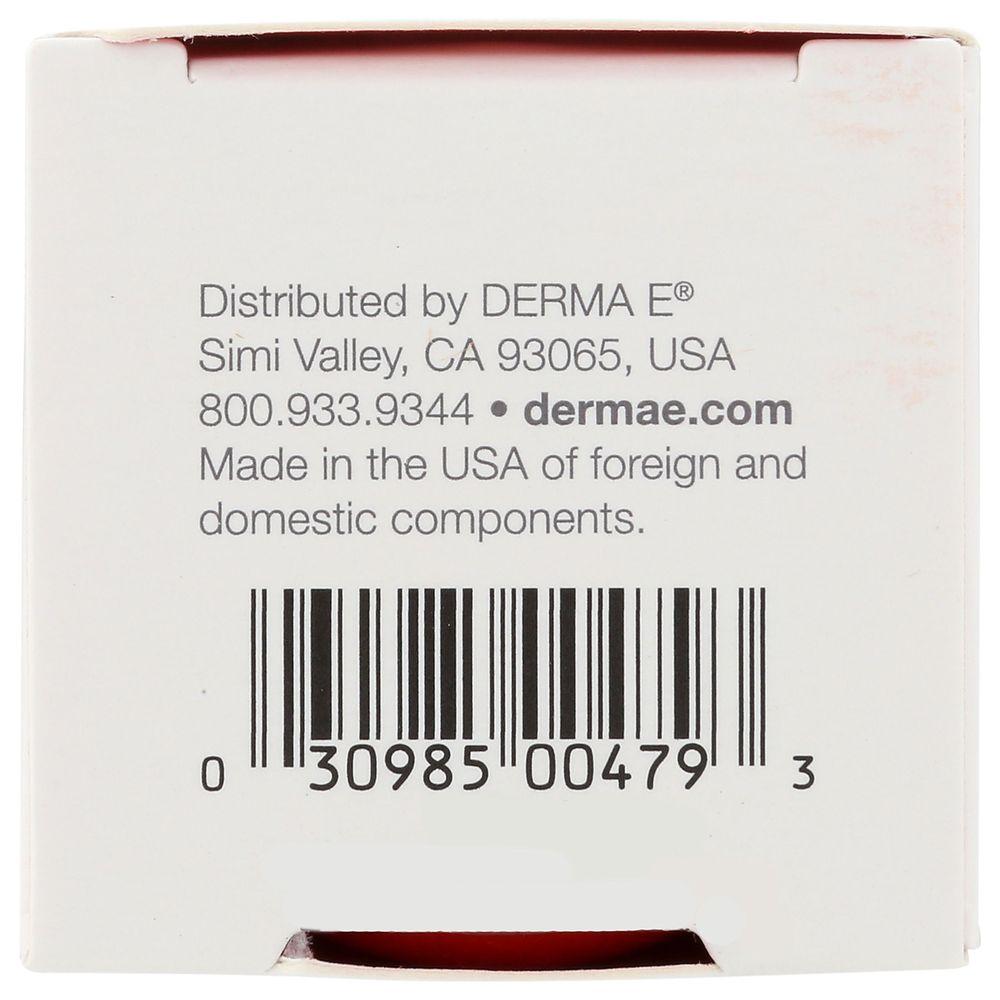 Distributed by DERMA E®
Simi Valley, CA 93065, USA
800.933.9344 • dermae.com
Made in the USA of foreign and
domestic components.
0 30985 00479 3